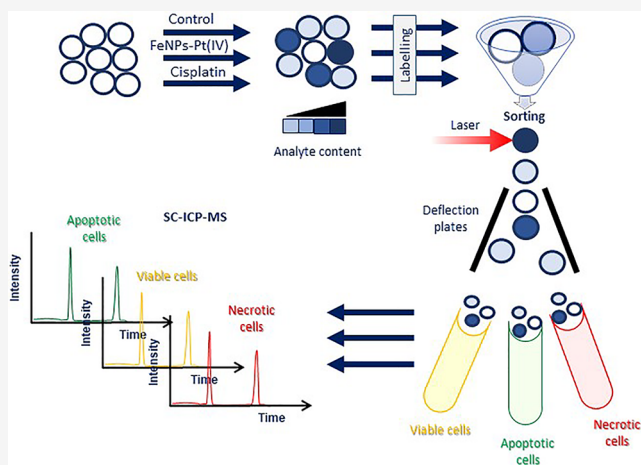 Control
FeNPs-Pt(IV)
Cisplatin
Labelling
Analyte content
Sorting
Laser
Deflection
plates
SC-ICP-MS
Apoptotic
cells
Intensity
Time
Viable cells
Intensity
Time
Necrotic
cells
Intensity
Time
Viable cells
Apoptotic
cells
Necrotic
cells